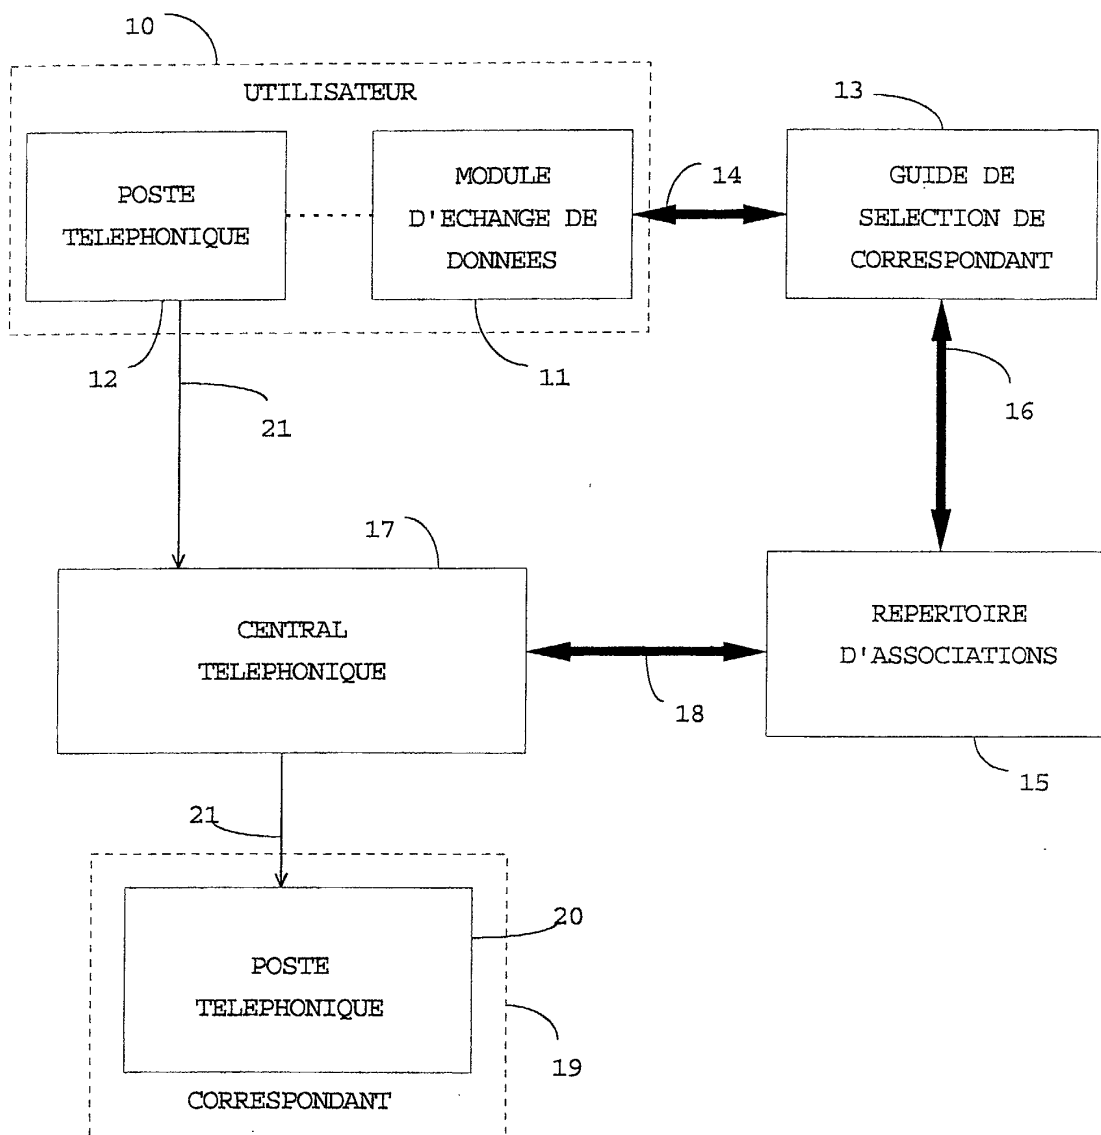 10
UTILISATEUR
POSTE
TELEPHONIQUE
MODULE
D'ECHANGE DE
DONNEES
14
13
GUIDE DE
SELECTION DE
CORRESPONDANT
12
21
11
16
17
CENTRAL
TELEPHONIQUE
18
REPERTOIRE
D'ASSOCIATIONS
15
21
20
POSTE
TELEPHONIQUE
19
CORRESPONDANT